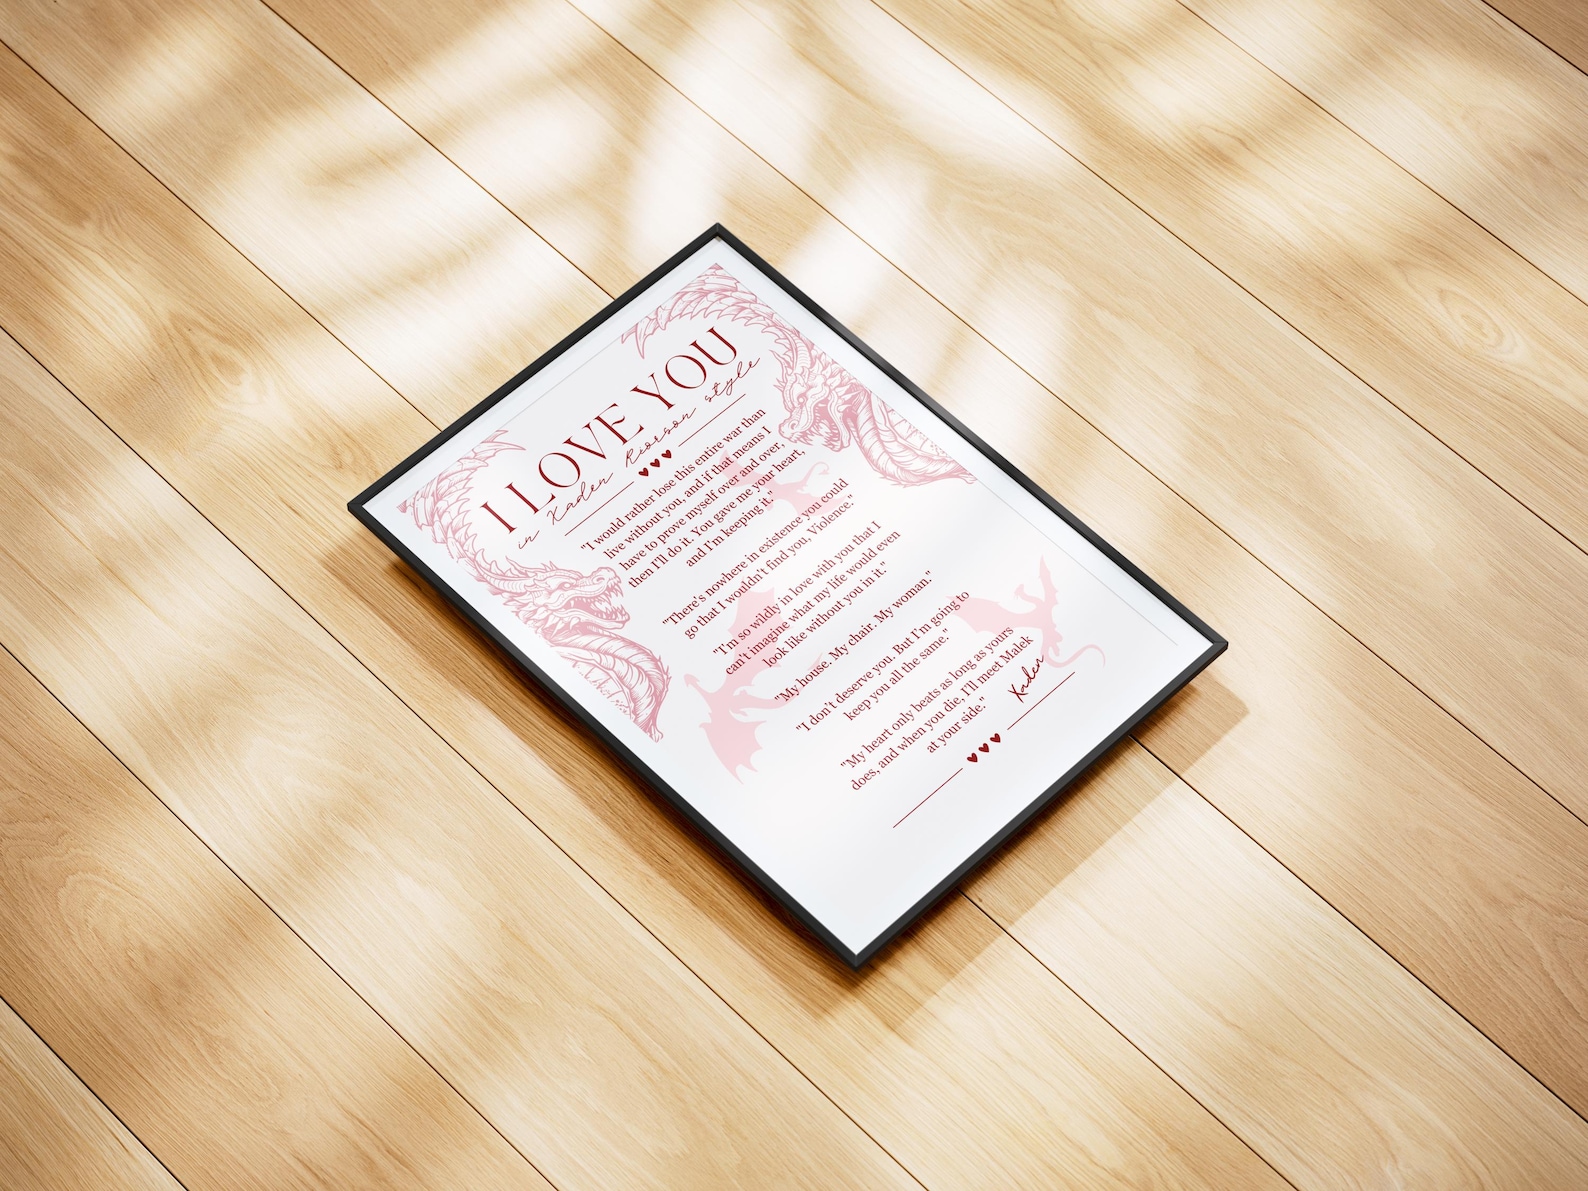 I LOVE YOU
in Xaden Riorson style
"I would rather lose this entire war than
live without you, and if that means I
have to prove myself over and over,
then I'll do it. You gave me your heart,
and I'm keeping it."
"There's nowhere in existence you could
go that I wouldn't find you, Violence."
"I'm so wildly in love with you that I
can't imagine what my life would even
look like without you in it."
"My house. My chair. My woman."
"I don't deserve you. But I'm going to
keep you all the same."
"My heart only beats as long as yours
does, and when you die, I'll meet Malek
at your side."
Xaden